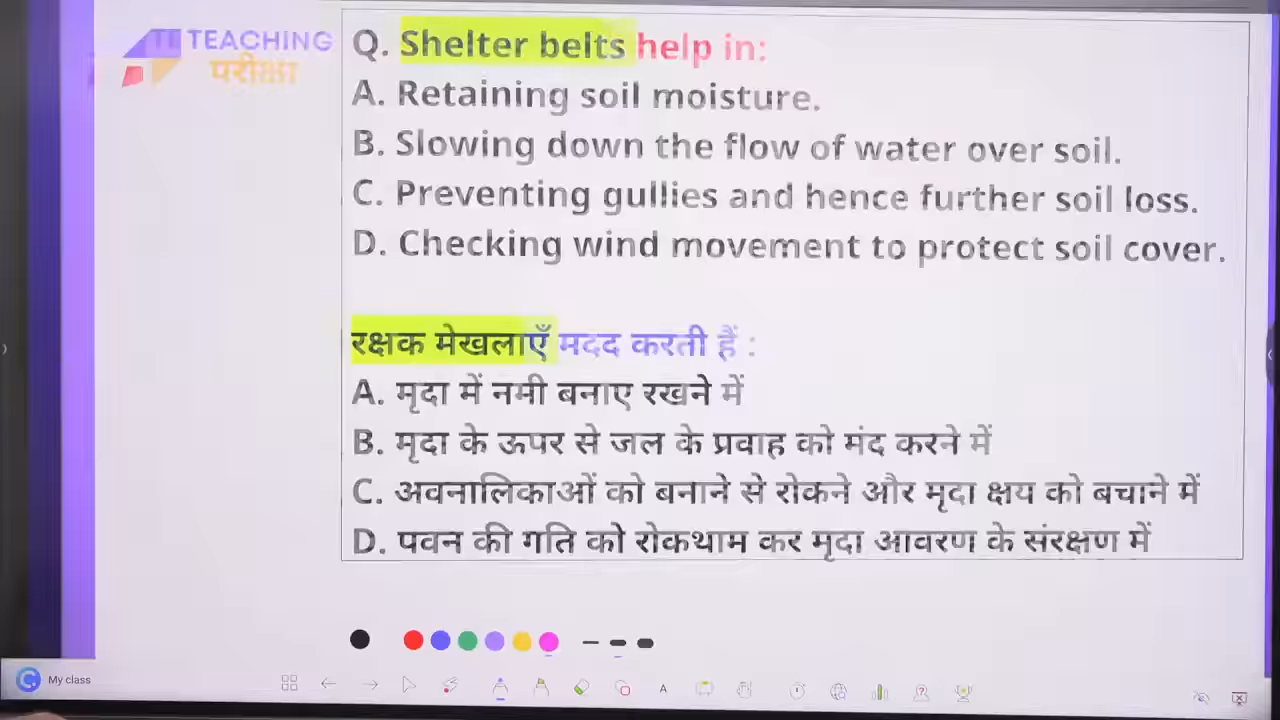 TEACHING
परीक्षा
Q. Shelter belts help in:
A. Retaining soil moisture.
B. Slowing down the flow of water over soil.
C. Preventing gullies and hence further soil loss.
D. Checking wind movement to protect soil cover.
रक्षक मेखलाएँ मदद करती हैं :
A. मृदा में नमी बनाए रखने में
B. मृदा के ऊपर से जल के प्रवाह को मंद करने में
C. अवनालिकाओं को बनाने से रोकने और मृदा क्षय को बचाने में
D. पवन की गति को रोकथाम कर मृदा आवरण के संरक्षण में
My class